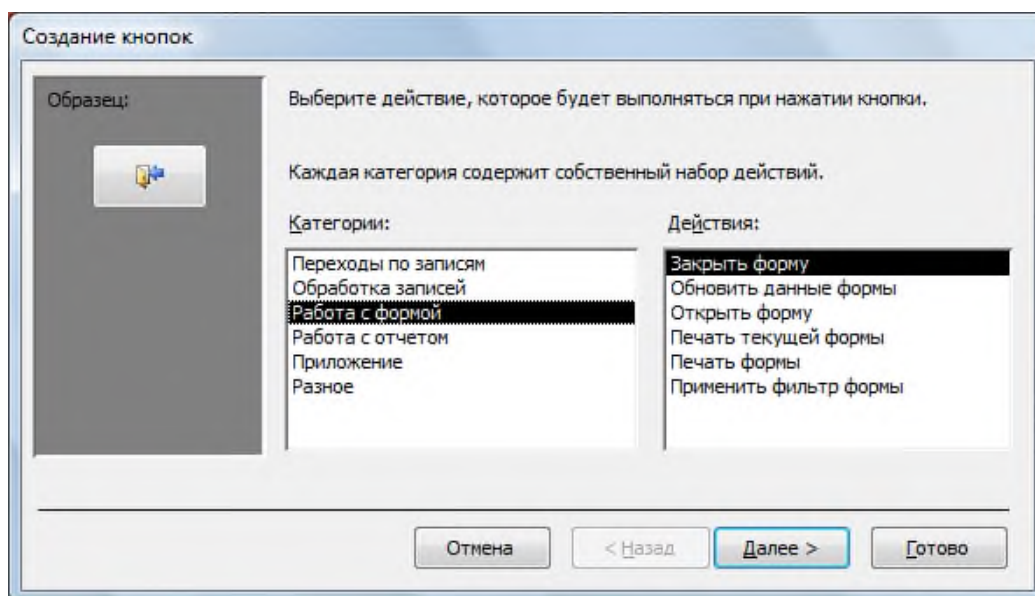 Создание кнопок
Образец:
Выберите действие, которое будет выполняться при нажатии кнопки.
Каждая категория содержит собственный набор действий.
Категории:
Переходы по записям
Обработка записей
Работа с формой
Работа с отчетом
Приложение
Разное
Действия:
Закрыть форму
Обновить данные формы
Открыть форму
Печать текущей формы
Печать формы
Применить фильтр формы
Отмена
< Назад
Далее >
Готово